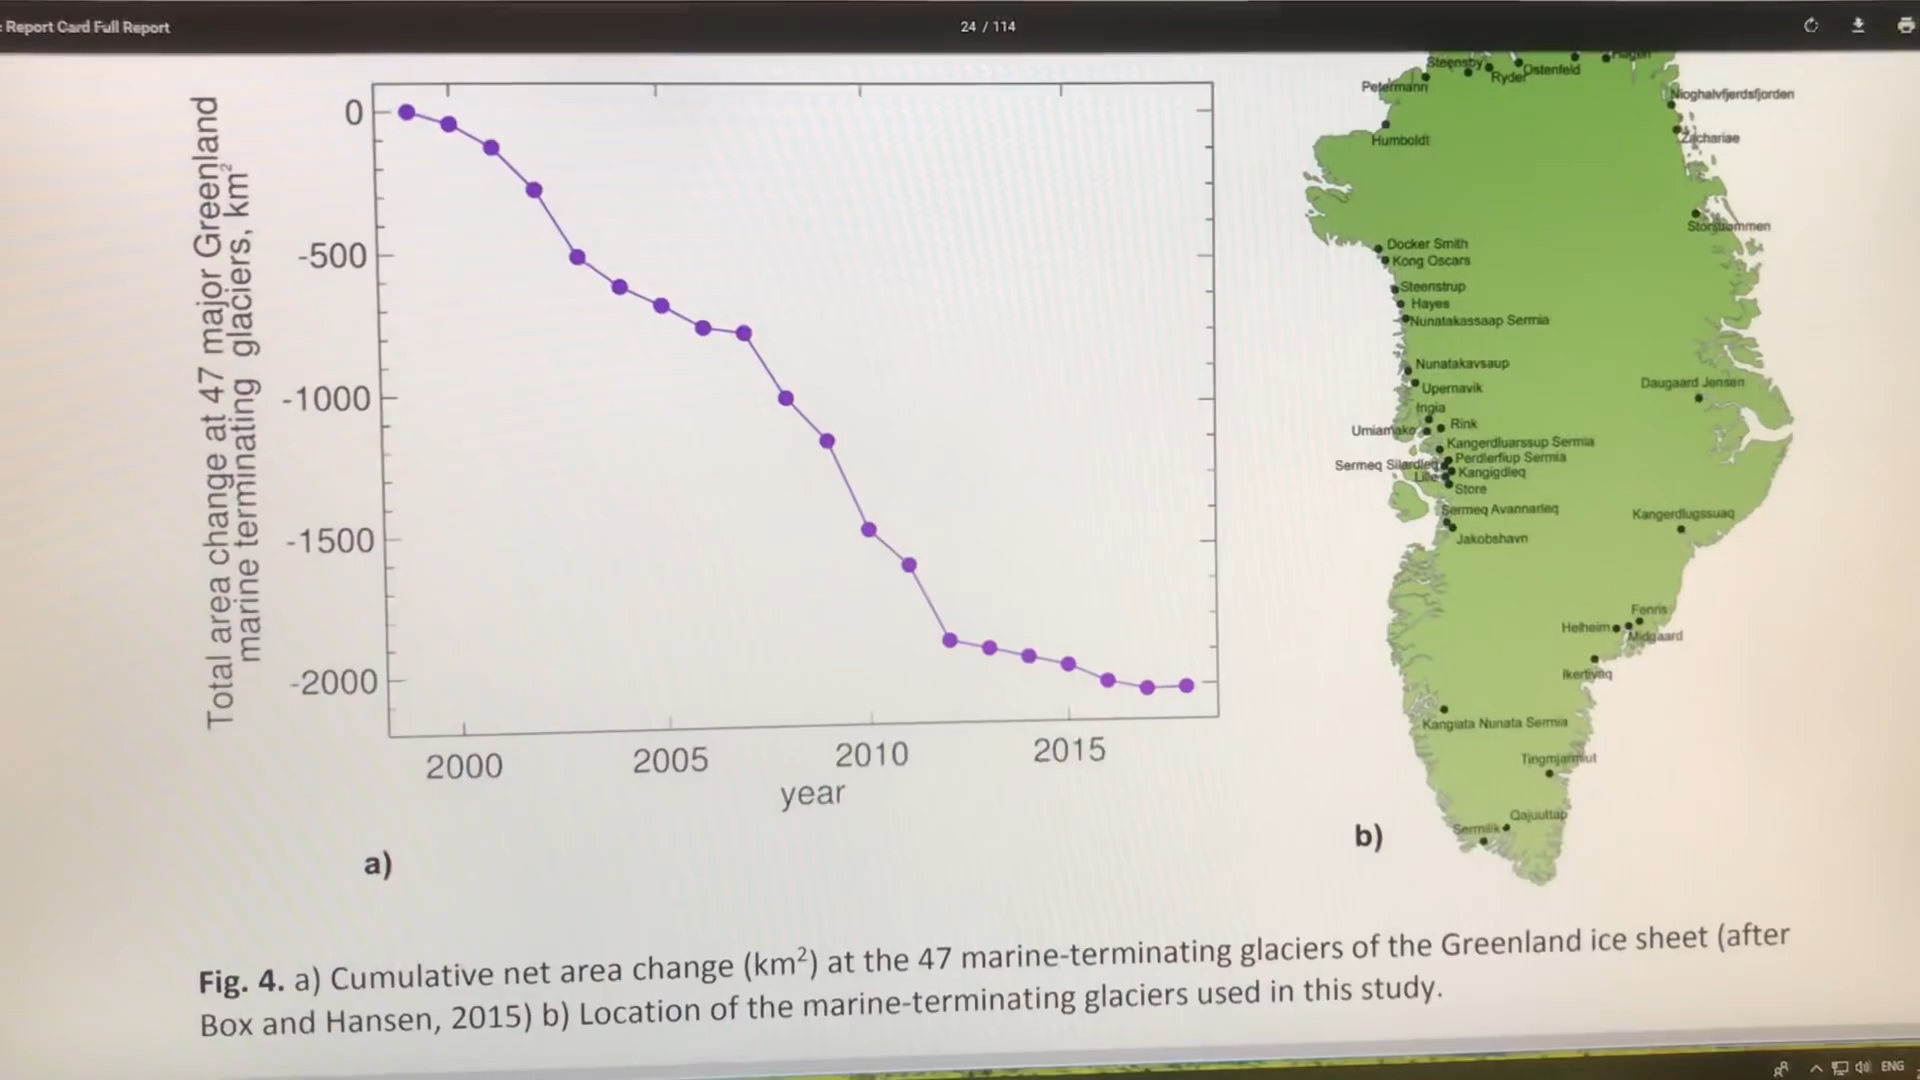 : Report Card Full Report
24 / 114
Total area change at 47 major Greenland
marine terminating glaciers, km²
0
-500
-1000
-1500
-2000
2000
2005
2010
2015
year
a)
Steensby
Ryder
Ostenfeld
Hagen
Petermann
Humboldt
Nioghalvfjerdsfjorden
Zachariae
Storstrømmen
Docker Smith
Kong Oscars
Steenstrup
Hayes
Nunatakassaap Sermia
Nunatakavsaup
Upernavik
Ingia
Umiamako
Rink
Kangerdluarssup Sermia
Perdlerfiup Sermia
Sermeq Silardleq
Kangigdleq
Lille
Store
Sermeq Avannarleq
Jakobshavn
Daugaard Jensen
Kangerdlugssuaq
Fenris
Helheim
Midgaard
Ikertivaq
Kangiata Nunata Sermia
Tingmjarmiut
Qajuuttap
Sermilik
b)
Fig. 4. a) Cumulative net area change (km²) at the 47 marine-terminating glaciers of the Greenland ice sheet (after
Box and Hansen, 2015) b) Location of the marine-terminating glaciers used in this study.
ENG